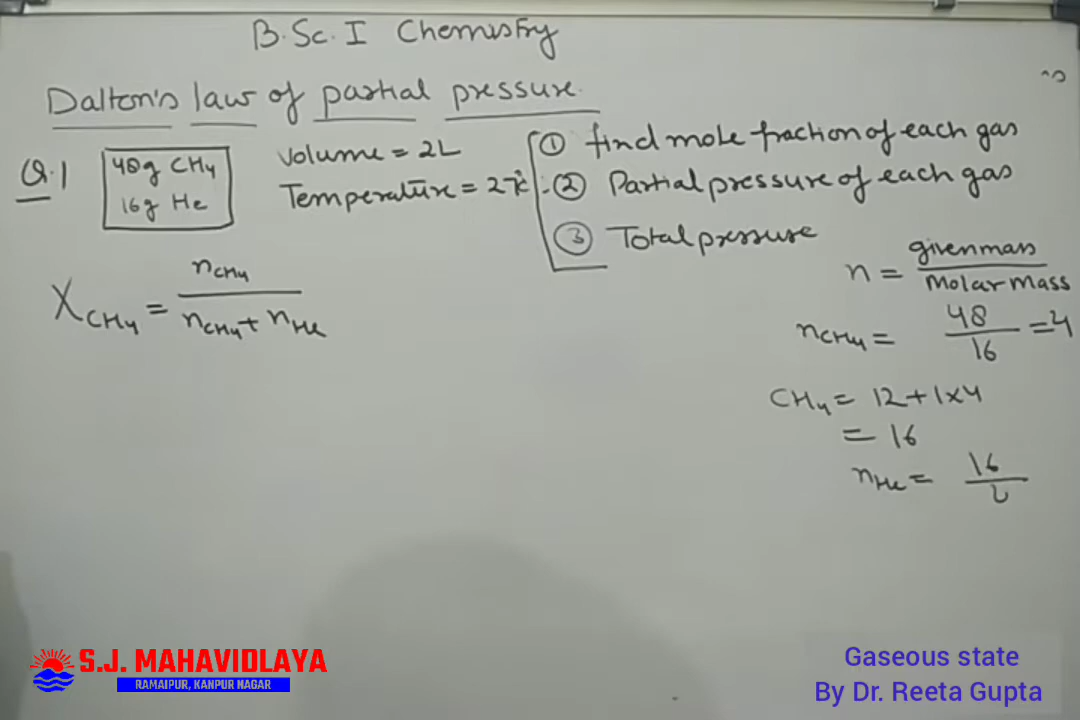 B.Sc. I Chemistry
Dalton's law of partial pressure.
Q.1
48g CH4
16g He
Volume = 2L
Temperature = 27°C
① find mole fraction of each gas
② Partial pressure of each gas
③ Total pressure
XCH4 = nCH4 / nCH4 + nHe
n = given mass / Molar Mass
nCH4 = 48 / 16 = 4
CH4 = 12 + 1×4
= 16
nHe = 16
S.J. MAHAVIDLAYA
RAMAIPUR, KANPUR NAGAR
Gaseous state
By Dr. Reeta Gupta